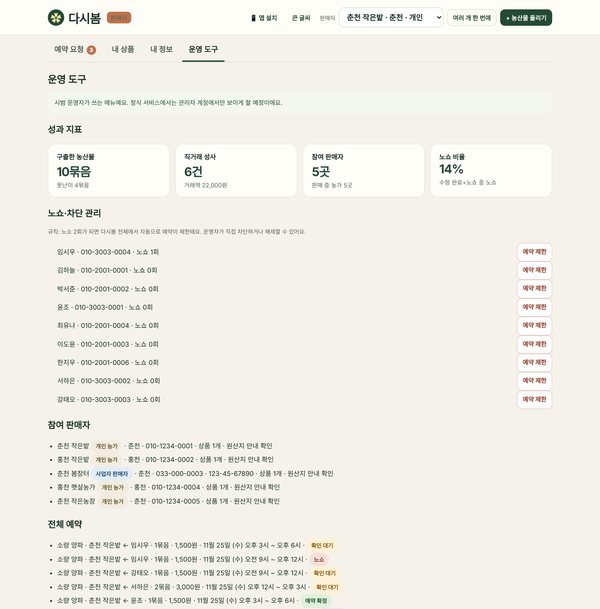 다시봄 판매자
📱 앱 설치
큰 글씨
판매자
춘천 작은밭 · 춘천 · 개인
여러 개 한 번에
+ 농산물 올리기
예약 요청 3
내 상품
내 정보
운영 도구
운영 도구
시범 운영자가 쓰는 메뉴예요. 정식 서비스에서는 관리자 계정에서만 보이게 할 예정이에요.
성과 지표
구출한 농산물
10묶음
못난이 4묶음
직거래 성사
6건
거래액 22,000원
참여 판매자
5곳
판매 중 농가 5곳
노쇼 비율
14%
수령 완료+노쇼 중 노쇼
노쇼·차단 관리
규칙: 노쇼 2회가 되면 다시봄 전체에서 자동으로 예약이 제한돼요. 운영자가 직접 차단하거나 해제할 수 있어요.
임시우 · 010-3003-0004 · 노쇼 1회 예약 제한
김하늘 · 010-2001-0001 · 노쇼 0회 예약 제한
박서준 · 010-2001-0002 · 노쇼 0회 예약 제한
윤조 · 010-3003-0001 · 노쇼 0회 예약 제한
최유나 · 010-2001-0004 · 노쇼 0회 예약 제한
이도윤 · 010-2001-0003 · 노쇼 0회 예약 제한
한지우 · 010-2001-0006 · 노쇼 0회 예약 제한
서하은 · 010-3003-0002 · 노쇼 0회 예약 제한
강태오 · 010-3003-0003 · 노쇼 0회 예약 제한
참여 판매자
• 춘천 작은밭 개인 농가 · 춘천 · 010-1234-0001 · 상품 1개 · 원산지 안내 확인
• 홍천 작은밭 개인 농가 · 홍천 · 010-1234-0002 · 상품 1개 · 원산지 안내 확인
• 춘천 봄장터 사업자 판매자 · 춘천 · 033-000-0003 · 123-45-67890 · 상품 1개 · 원산지 안내 확인
• 홍천 햇살농가 개인 농가 · 홍천 · 010-1234-0004 · 상품 1개 · 원산지 안내 확인
• 춘천 작은농장 개인 농가 · 춘천 · 010-1234-0005 · 상품 1개 · 원산지 안내 확인
전체 예약
• 소량 양파 · 춘천 작은밭 ← 임시우 · 1묶음 · 1,500원 · 11월 25일 (수) 오후 3시 ~ 오후 6시 · 확인 대기
• 소량 양파 · 춘천 작은밭 ← 임시우 · 1묶음 · 1,500원 · 11월 25일 (수) 오전 9시 ~ 오후 12시 · 노쇼
• 소량 양파 · 춘천 작은밭 ← 강태오 · 1묶음 · 1,500원 · 11월 25일 (수) 오전 9시 ~ 오후 12시 · 확인 대기
• 소량 양파 · 춘천 작은밭 ← 서하은 · 2묶음 · 3,000원 · 11월 25일 (수) 오후 12시 ~ 오후 3시 · 확인 대기
• 소량 양파 · 춘천 작은밭 ← 윤조 · 1묶음 · 1,500원 · 11월 25일 (수) 오후 3시 ~ 오후 6시 · 예약 확정